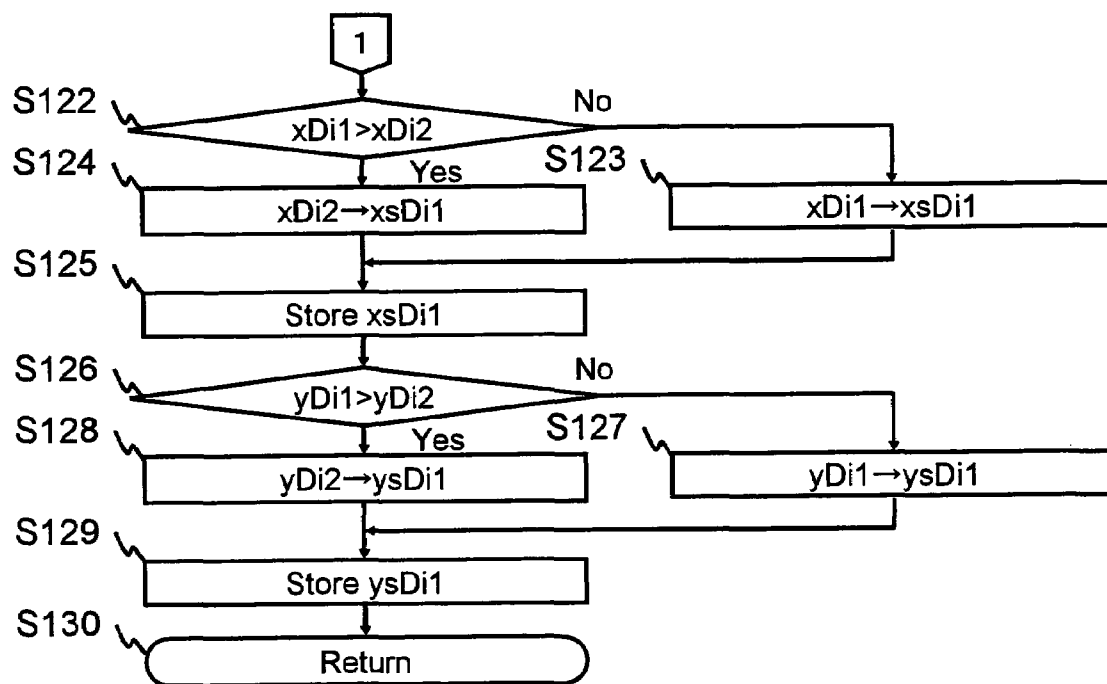 1
S122
No
xDi1>xDi2
S124
Yes
S123
xDi2→xsDi1
xDi1→xsDi1
S125
Store xsDi1
S126
No
yDi1>yDi2
S128
Yes
S127
yDi2→ysDi1
yDi1→ysDi1
S129
Store ysDi1
S130
Return